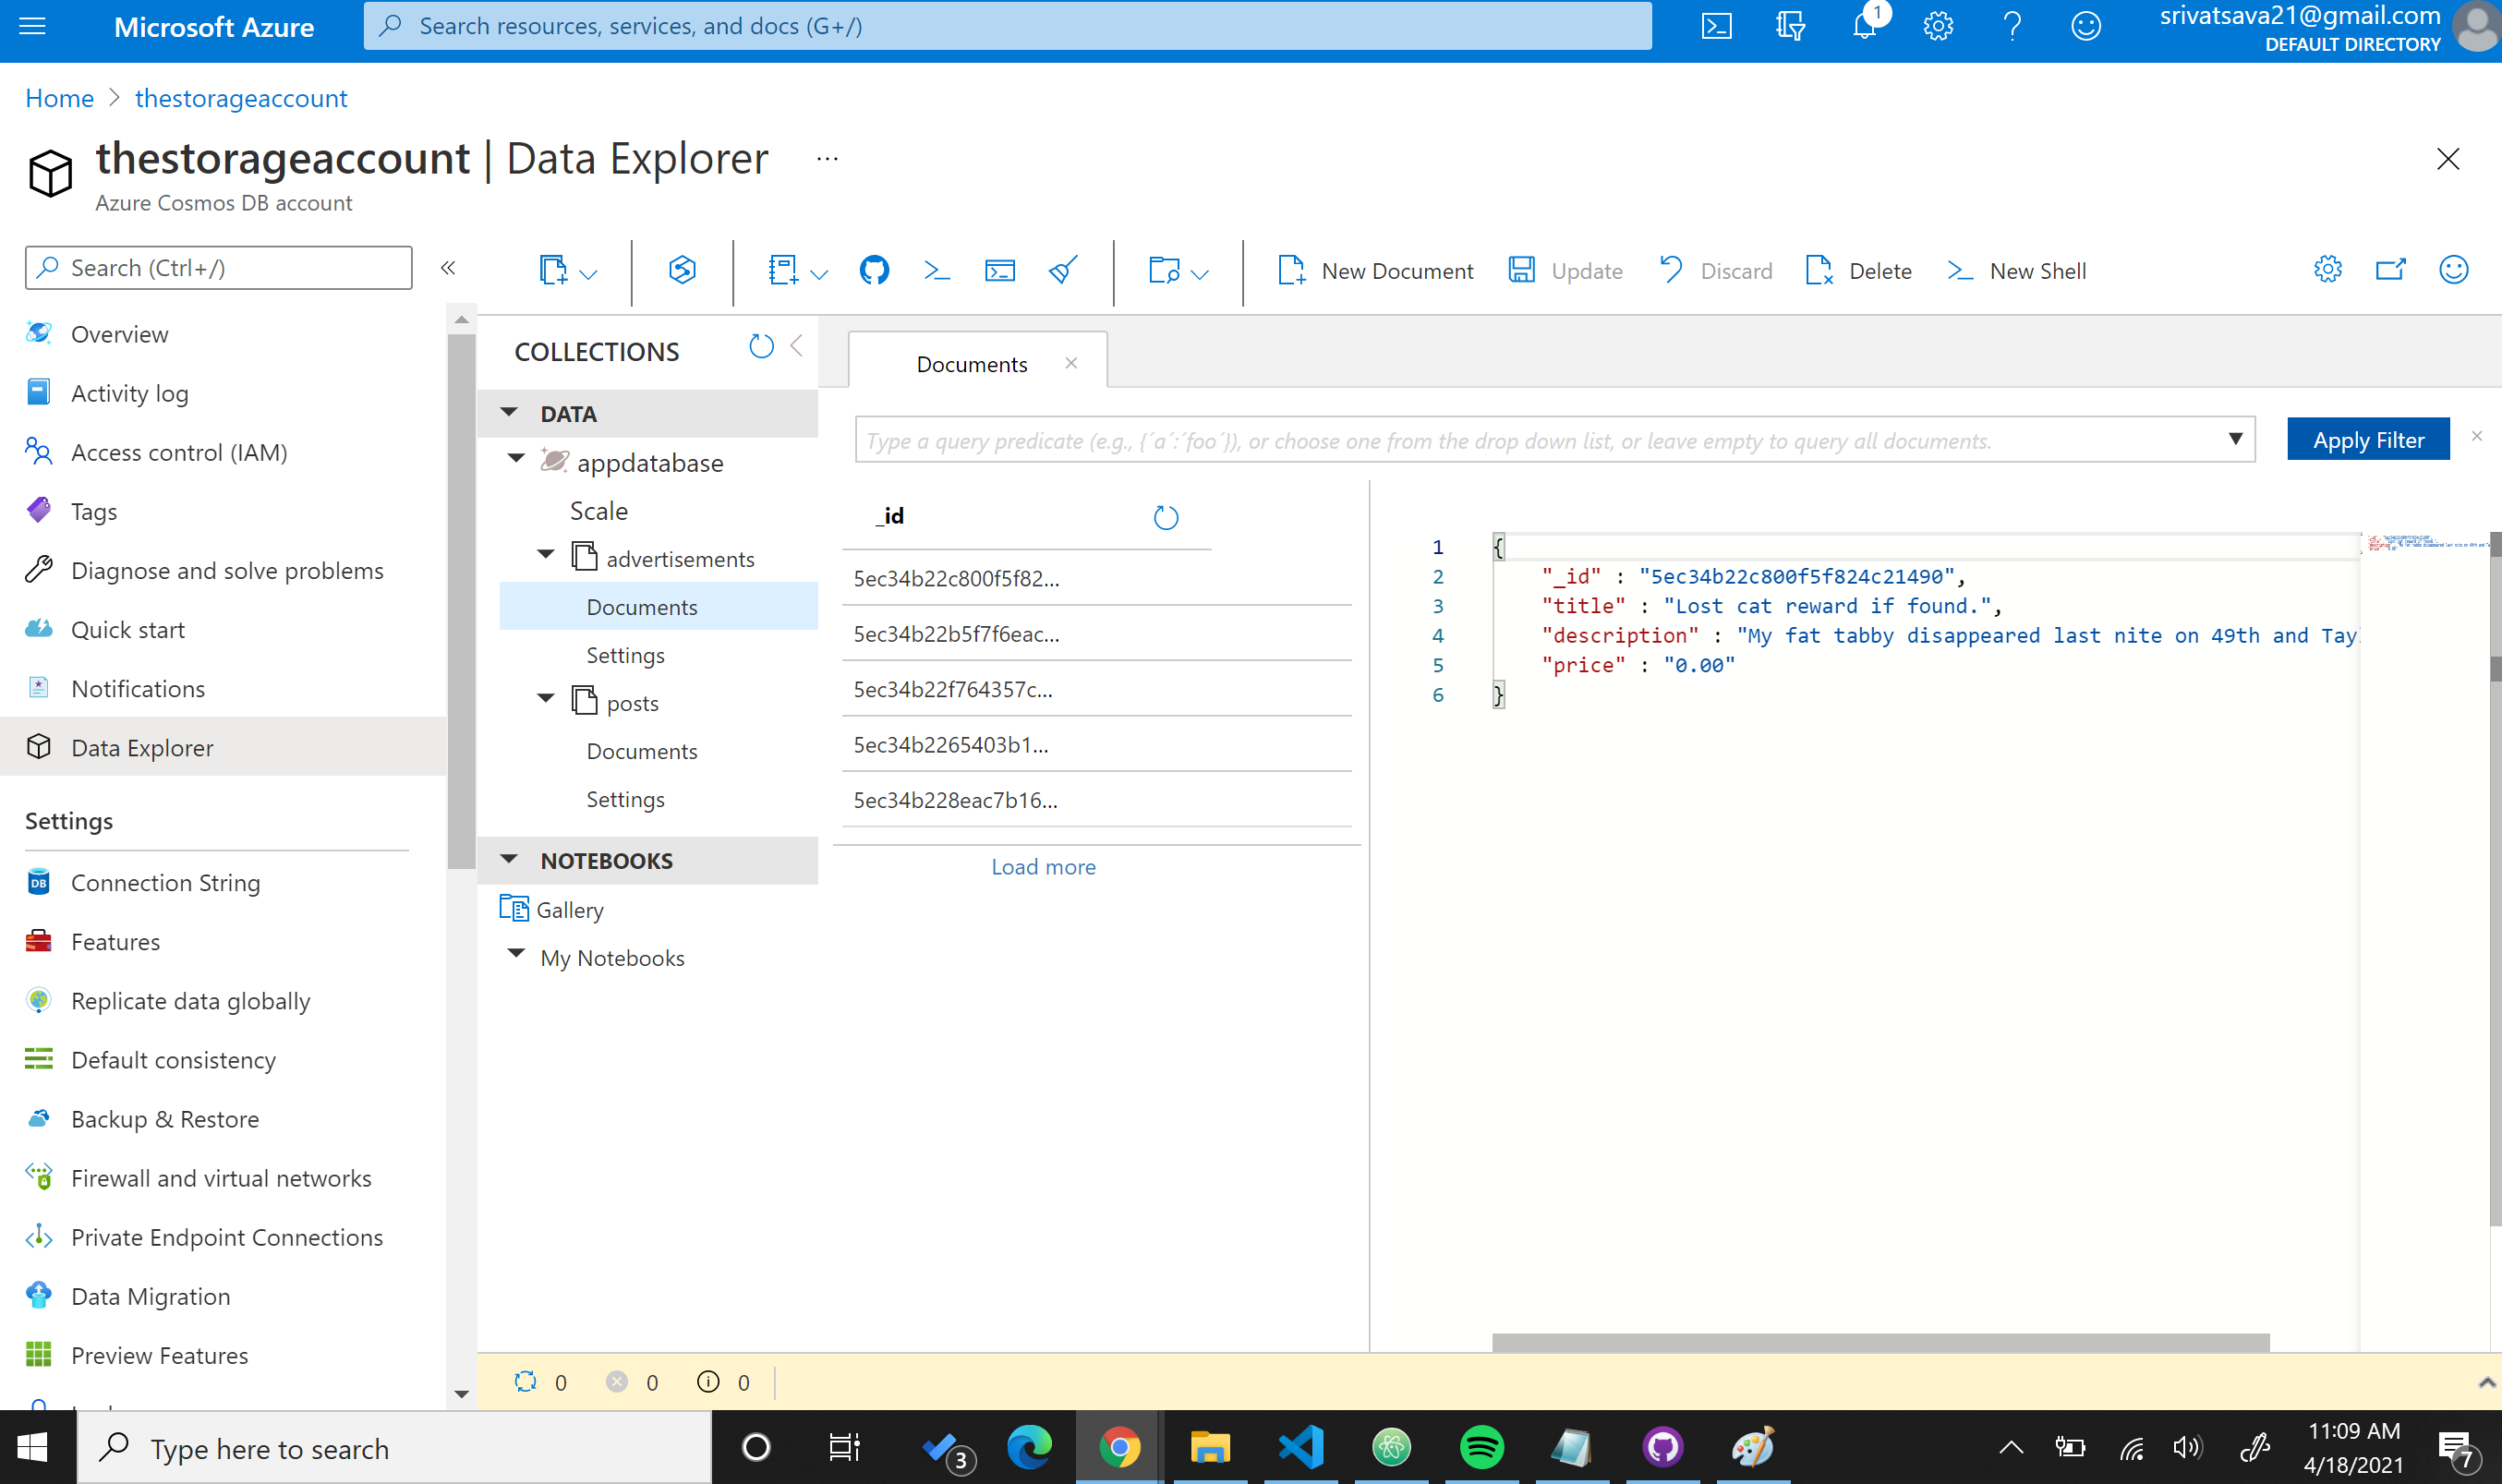 Microsoft Azure
Search resources, services, and docs (G+/)
1
srivatsava21@gmail.com
DEFAULT DIRECTORY
Home > thestorageaccount
thestorageaccount | Data Explorer ...
Azure Cosmos DB account
Search (Ctrl+/)
«
New Document
Update
Discard
Delete
New Shell
Overview
Activity log
Access control (IAM)
Tags
Diagnose and solve problems
Quick start
Notifications
Data Explorer
Settings
DB
Connection String
Features
Replicate data globally
Default consistency
Backup & Restore
Firewall and virtual networks
Private Endpoint Connections
Data Migration
Preview Features
COLLECTIONS
DATA
appdatabase
Scale
advertisements
Documents
Settings
posts
Documents
Settings
NOTEBOOKS
Gallery
My Notebooks
Documents
Type a query predicate (e.g., {´a´:´foo´}), or choose one from the drop down list, or leave empty to query all documents.
Apply Filter
_id
5ec34b22c800f5f82...
5ec34b22b5f7f6eac...
5ec34b22f764357c...
5ec34b2265403b1...
5ec34b228eac7b16...
Load more
1 {
2 "_id" : "5ec34b22c800f5f824c21490",
3 "title" : "Lost cat reward if found.",
4 "description" : "My fat tabby disappeared last nite on 49th and Tay
5 "price" : "0.00"
6 }
0 0 0
Type here to search
3
11:09 AM
4/18/2021
7